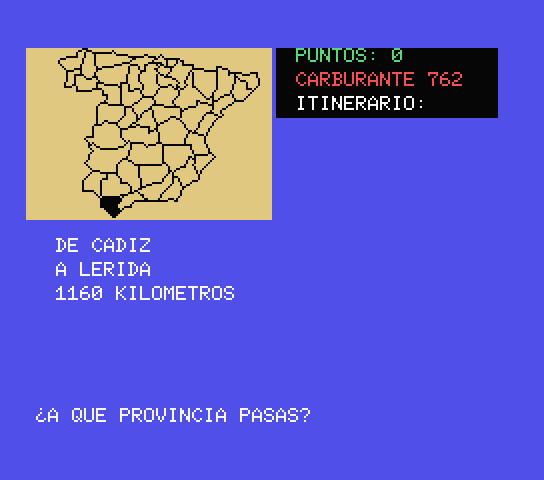 PUNTOS: 0
CARBURANTE 762
ITINERARIO:
DE CADIZ
A LERIDA
1160 KILOMETROS
¿A QUE PROVINCIA PASAS?